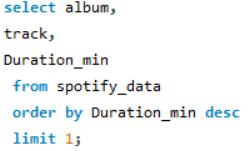 select album,
track,
Duration_min
from spotify_data
order by Duration_min desc
limit 1;